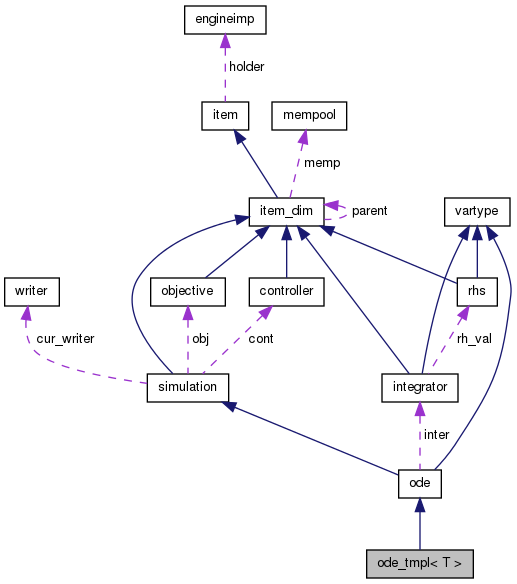 engineimp
holder
item
mempool
memp
item_dim
parent
vartype
writer
objective
controller
rhs
cur_writer
obj
cont
rh_val
simulation
integrator
inter
ode
ode_tmpl< T >